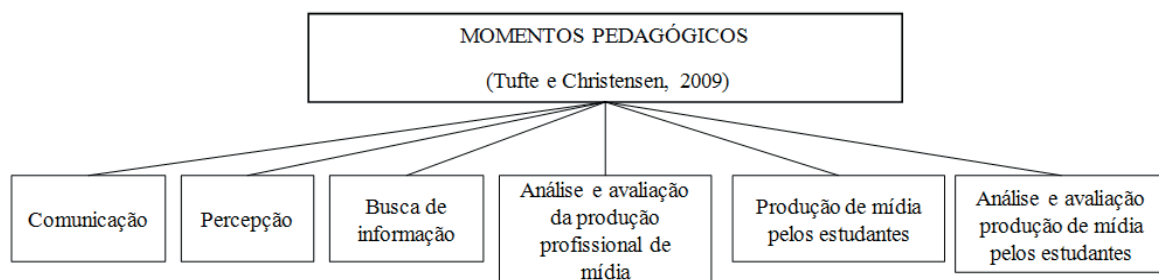 MOMENTOS PEDAGÓGICOS
(Tufte e Christensen, 2009)
Comunicação
Percepção
Busca de
informação
Análise e avaliação
da produção
profissional de
mídia
Produção de mídia
pelos estudantes
Análise e avaliação
produção de mídia
pelos estudantes